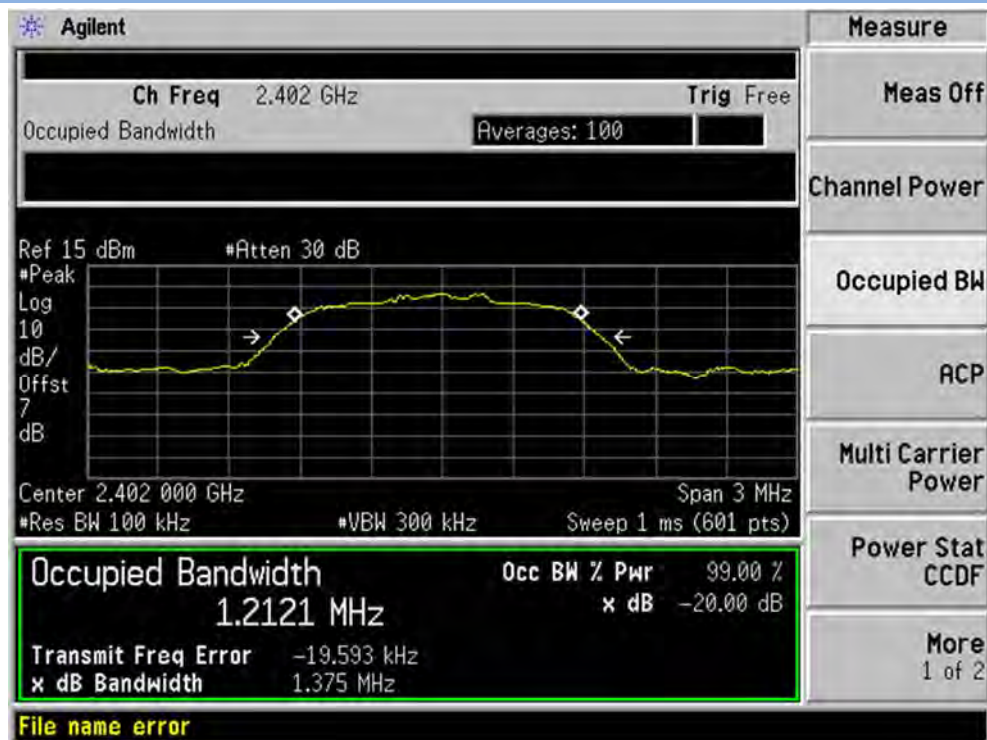 Agilent
Measure
Ch Freq 2.402 GHz Trig Free
Occupied Bandwidth Averages: 100
Meas Off
Channel Power
Occupied BW
ACP
Multi Carrier
Power
Power Stat
CCDF
More
1 of 2
Ref 15 dBm #Atten 30 dB
#Peak
Log
10
dB/
Offst
7
dB
Center 2.402 000 GHz Span 3 MHz
#Res BW 100 kHz #VBW 300 kHz Sweep 1 ms (601 pts)
Occupied Bandwidth
1.2121 MHz
Occ BW % Pwr 99.00 %
x dB -20.00 dB
Transmit Freq Error -19.593 kHz
x dB Bandwidth 1.375 MHz
File name error